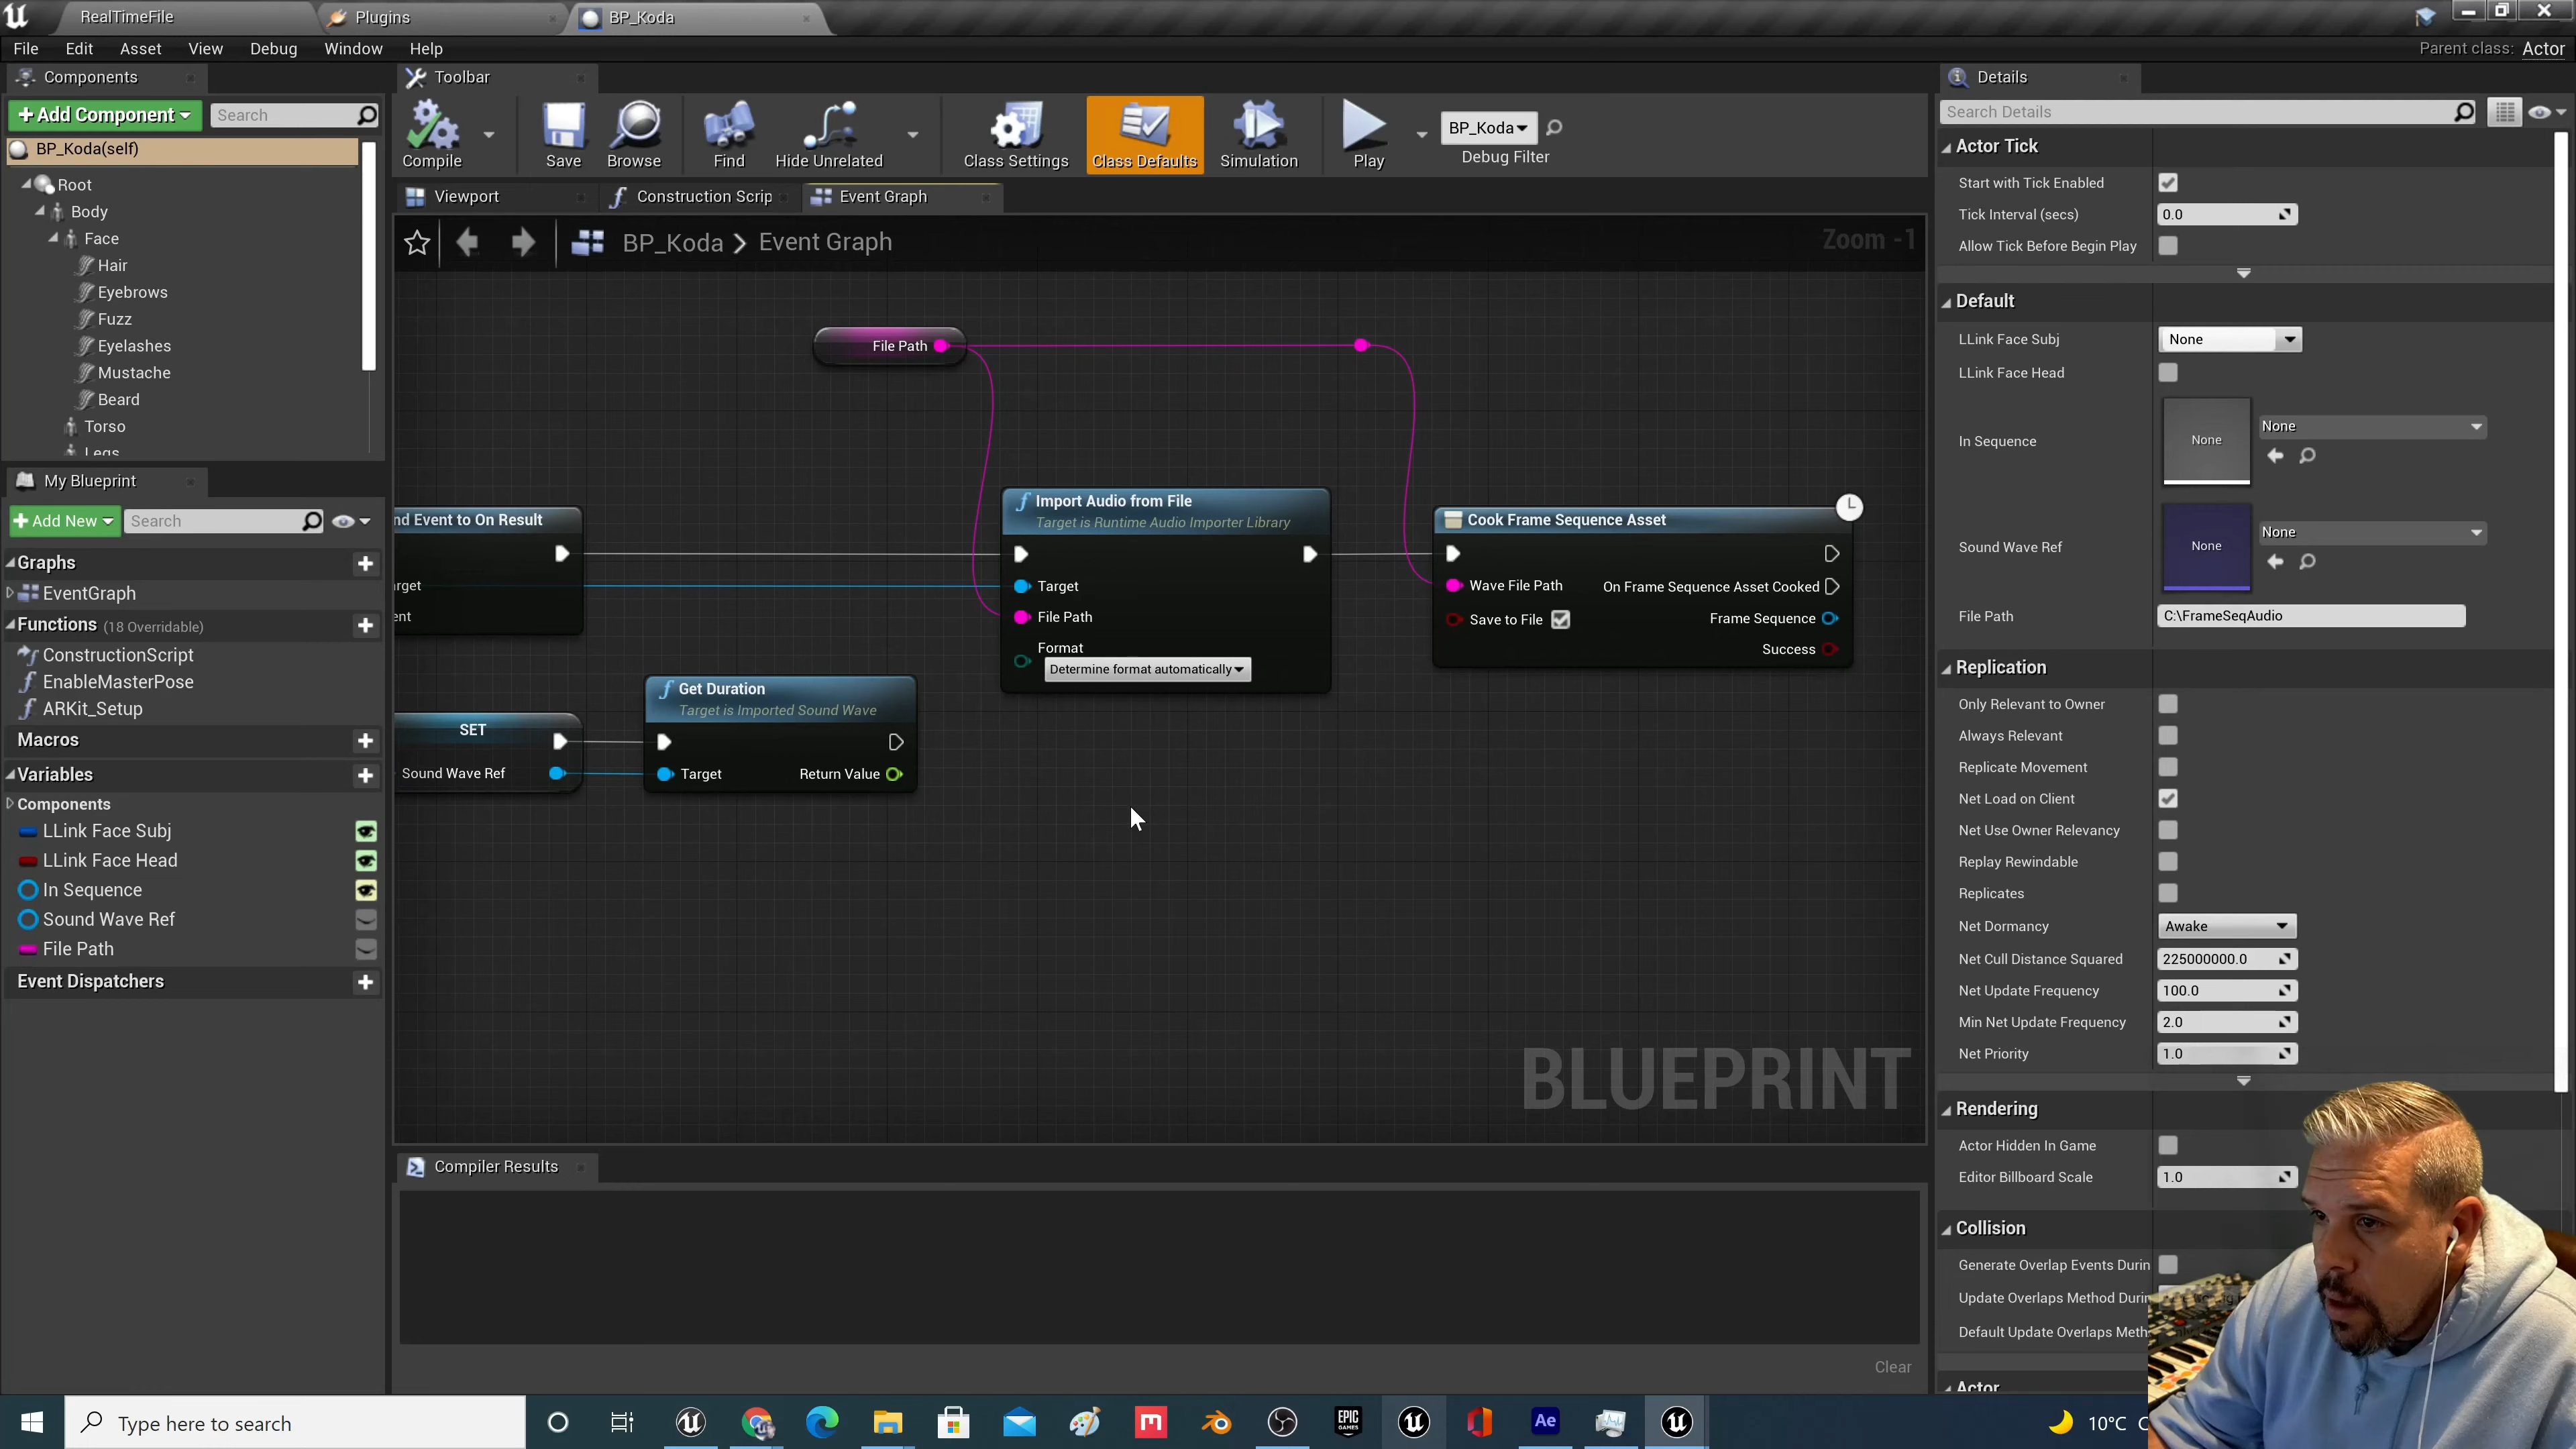 RealTimeFile
Plugins
BP_Koda
File Edit Asset View Debug Window Help
Parent class: Actor
Components
+Add Component
Search
BP_Koda(self)
Root
Body
Face
Hair
Eyebrows
Fuzz
Eyelashes
Mustache
Beard
Torso
Legs
My Blueprint
+Add New
Search
Graphs
EventGraph
Functions (18 Overridable)
ConstructionScript
EnableMasterPose
ARKit_Setup
Macros
Variables
Components
LLink Face Subj
LLink Face Head
In Sequence
Sound Wave Ref
File Path
Event Dispatchers
Toolbar
Compile
Save
Browse
Find
Hide Unrelated
Class Settings
Class Defaults
Simulation
Play
BP_Koda
Debug Filter
Viewport
Construction Scrip
Event Graph
BP_Koda > Event Graph
Zoom -1
File Path
nd Event to On Result
rget
ent
Import Audio from File
Target is Runtime Audio Importer Library
Target
File Path
Format
Determine format automatically
Cook Frame Sequence Asset
Wave File Path
On Frame Sequence Asset Cooked
Save to File
Frame Sequence
Success
SET
Sound Wave Ref
Get Duration
Target is Imported Sound Wave
Target
Return Value
BLUEPRINT
Compiler Results
Clear
Details
Search Details
Actor Tick
Start with Tick Enabled
Tick Interval (secs) 0.0
Allow Tick Before Begin Play
Default
LLink Face Subj None
LLink Face Head
In Sequence None None
Sound Wave Ref None None
File Path C:\FrameSeqAudio
Replication
Only Relevant to Owner
Always Relevant
Replicate Movement
Net Load on Client
Net Use Owner Relevancy
Replay Rewindable
Replicates
Net Dormancy Awake
Net Cull Distance Squared 225000000.0
Net Update Frequency 100.0
Min Net Update Frequency 2.0
Net Priority 1.0
Rendering
Actor Hidden In Game
Editor Billboard Scale 1.0
Collision
Generate Overlap Events Durin
Update Overlaps Method Durin
Default Update Overlaps Meth
Actor
Type here to search
EPIC GAMES
Ae
10°C C